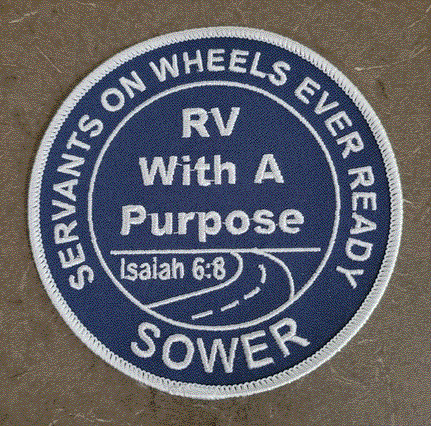 SERVANTS ON WHEELS EVER READY
RV
With A
Purpose
Isaiah 6:8
SOWER